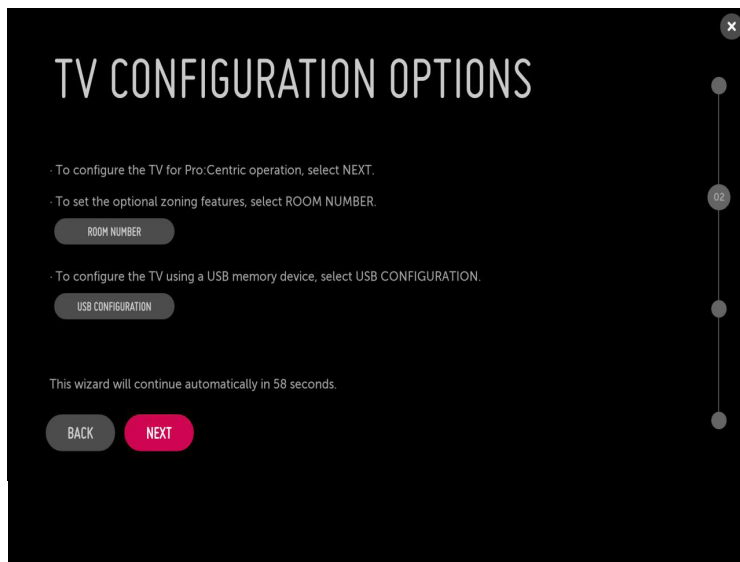 TV CONFIGURATION OPTIONS
· To configure the TV for Pro:Centric operation, select NEXT.
· To set the optional zoning features, select ROOM NUMBER.
ROOM NUMBER
02
· To configure the TV using a USB memory device, select USB CONFIGURATION.
USB CONFIGURATION
This wizard will continue automatically in 58 seconds.
BACK NEXT